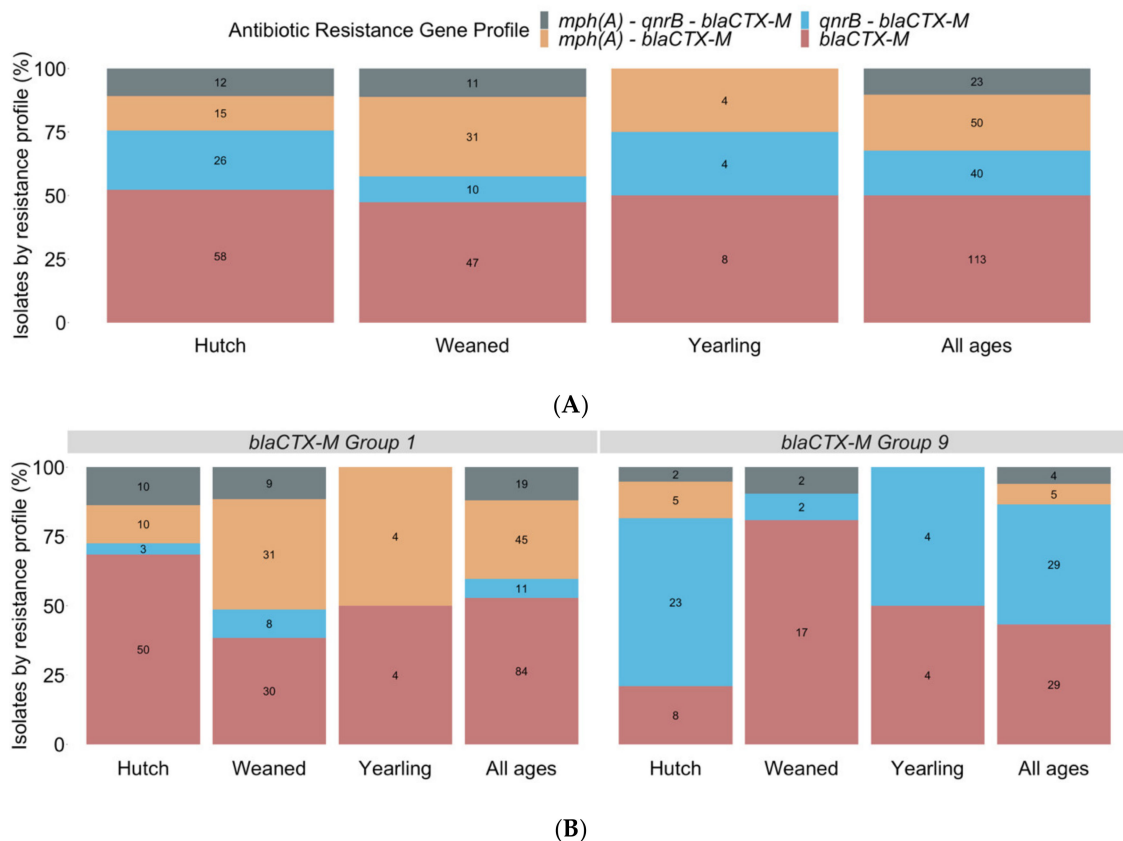 Antibiotic Resistance Gene Profile
mph(A) - qnrB - blaCTX-M
qnrB - blaCTX-M
mph(A) - blaCTX-M
blaCTX-M
Isolates by resistance profile (%)
100
75
50
25
0
12
15
26
58
11
31
10
47
4
4
8
23
50
40
113
Hutch
Weaned
Yearling
All ages
(A)
blaCTX-M Group 1
blaCTX-M Group 9
Isolates by resistance profile (%)
100
75
50
25
0
10
10
3
50
9
31
8
30
4
4
19
45
11
84
2
5
23
8
2
2
17
4
4
4
5
29
29
Hutch
Weaned
Yearling
All ages
Hutch
Weaned
Yearling
All ages
(B)